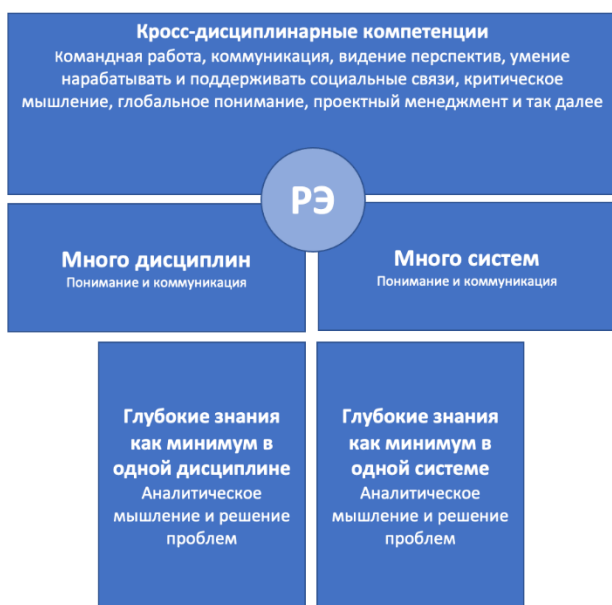 Кросс-дисциплинарные компетенции
Командная работа, коммуникация, видение перспектив, умение
нарабатывать и поддерживать социальные связи, критическое
мышление, глобальное понимание, проектный менеджмент и так далее
РЭ
Много дисциплин
Понимание и коммуникация
Много систем
Понимание и коммуникация
Глубокие знания
как минимум в
одной дисциплине
Аналитическое
мышление и решение
проблем
Глубокие знания
как минимум в
одной системе
Аналитическое
мышление и решение
проблем